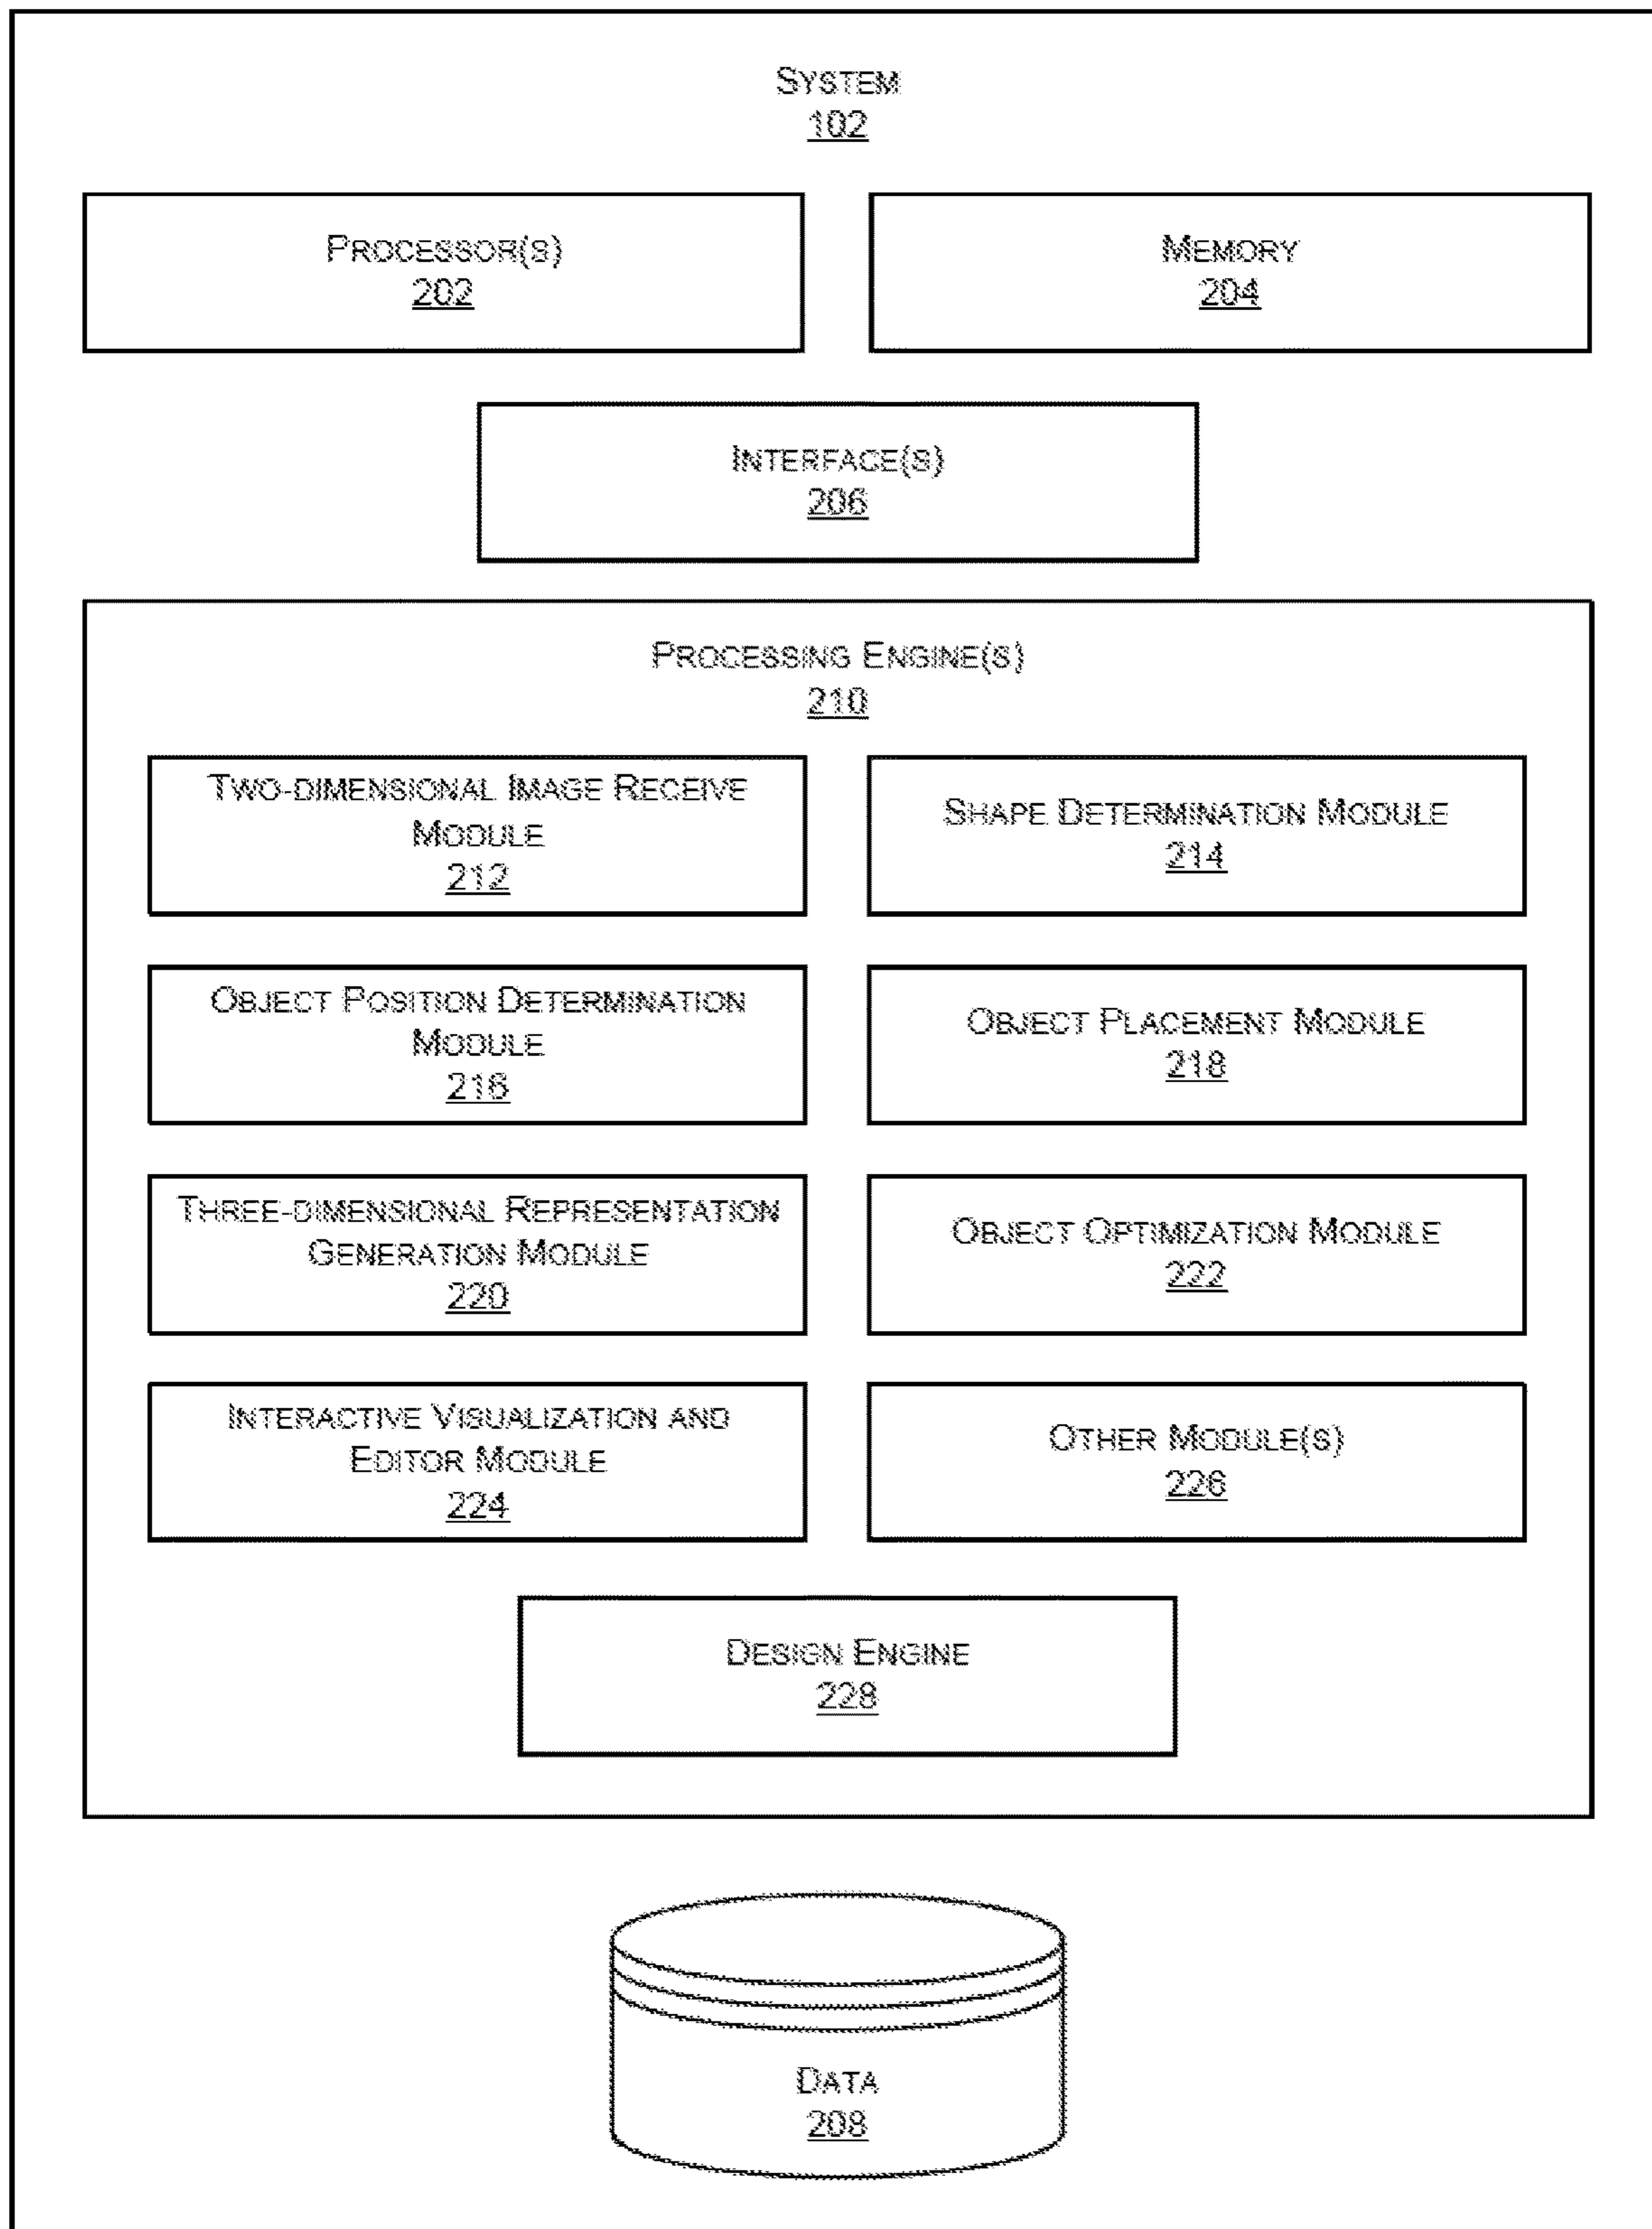 SYSTEM
102
PROCESSOR(S)
202
MEMORY
204
INTERFACE(S)
206
PROCESSING ENGINE(S)
210
TWO-DIMENSIONAL IMAGE RECEIVE
MODULE
212
SHAPE DETERMINATION MODULE
214
OBJECT POSITION DETERMINATION
MODULE
216
OBJECT PLACEMENT MODULE
218
THREE-DIMENSIONAL REPRESENTATION
GENERATION MODULE
220
OBJECT OPTIMIZATION MODULE
222
INTERACTIVE VISUALIZATION AND
EDITOR MODULE
224
OTHER MODULE(S)
226
DESIGN ENGINE
228
DATA
208